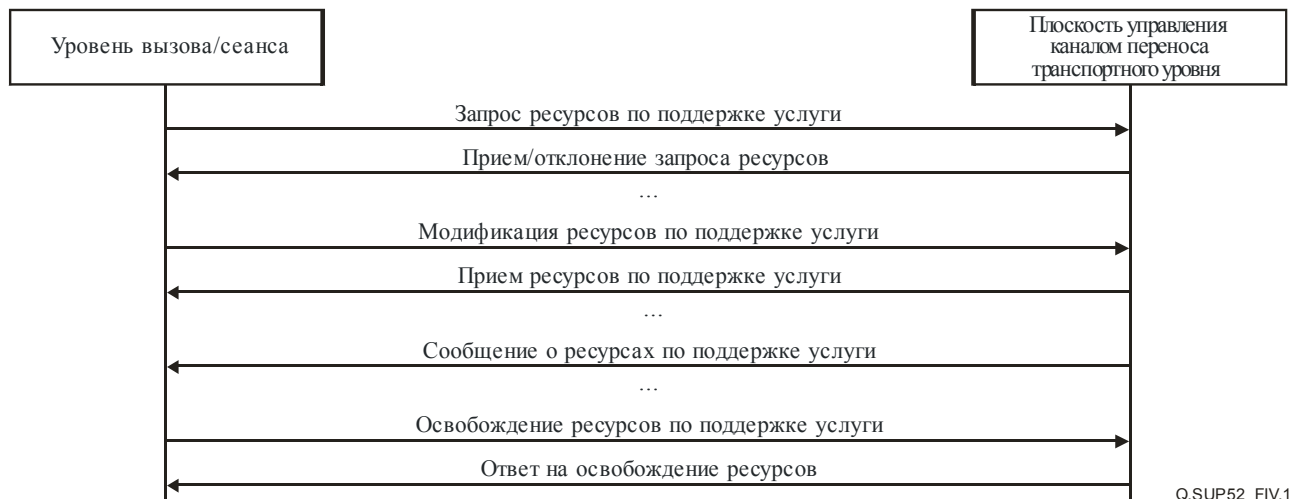 Уровень вызова/сеанса
Плоскость управления
каналом переноса
транспортного уровня
Запрос ресурсов по поддержке услуги
Прием/отклонение запроса ресурсов
...
Модификация ресурсов по поддержке услуги
Прием ресурсов по поддержке услуги
...
Сообщение о ресурсах по поддержке услуги
...
Освобождение ресурсов по поддержке услуги
Ответ на освобождение ресурсов
Q.SUP52_FIV.1